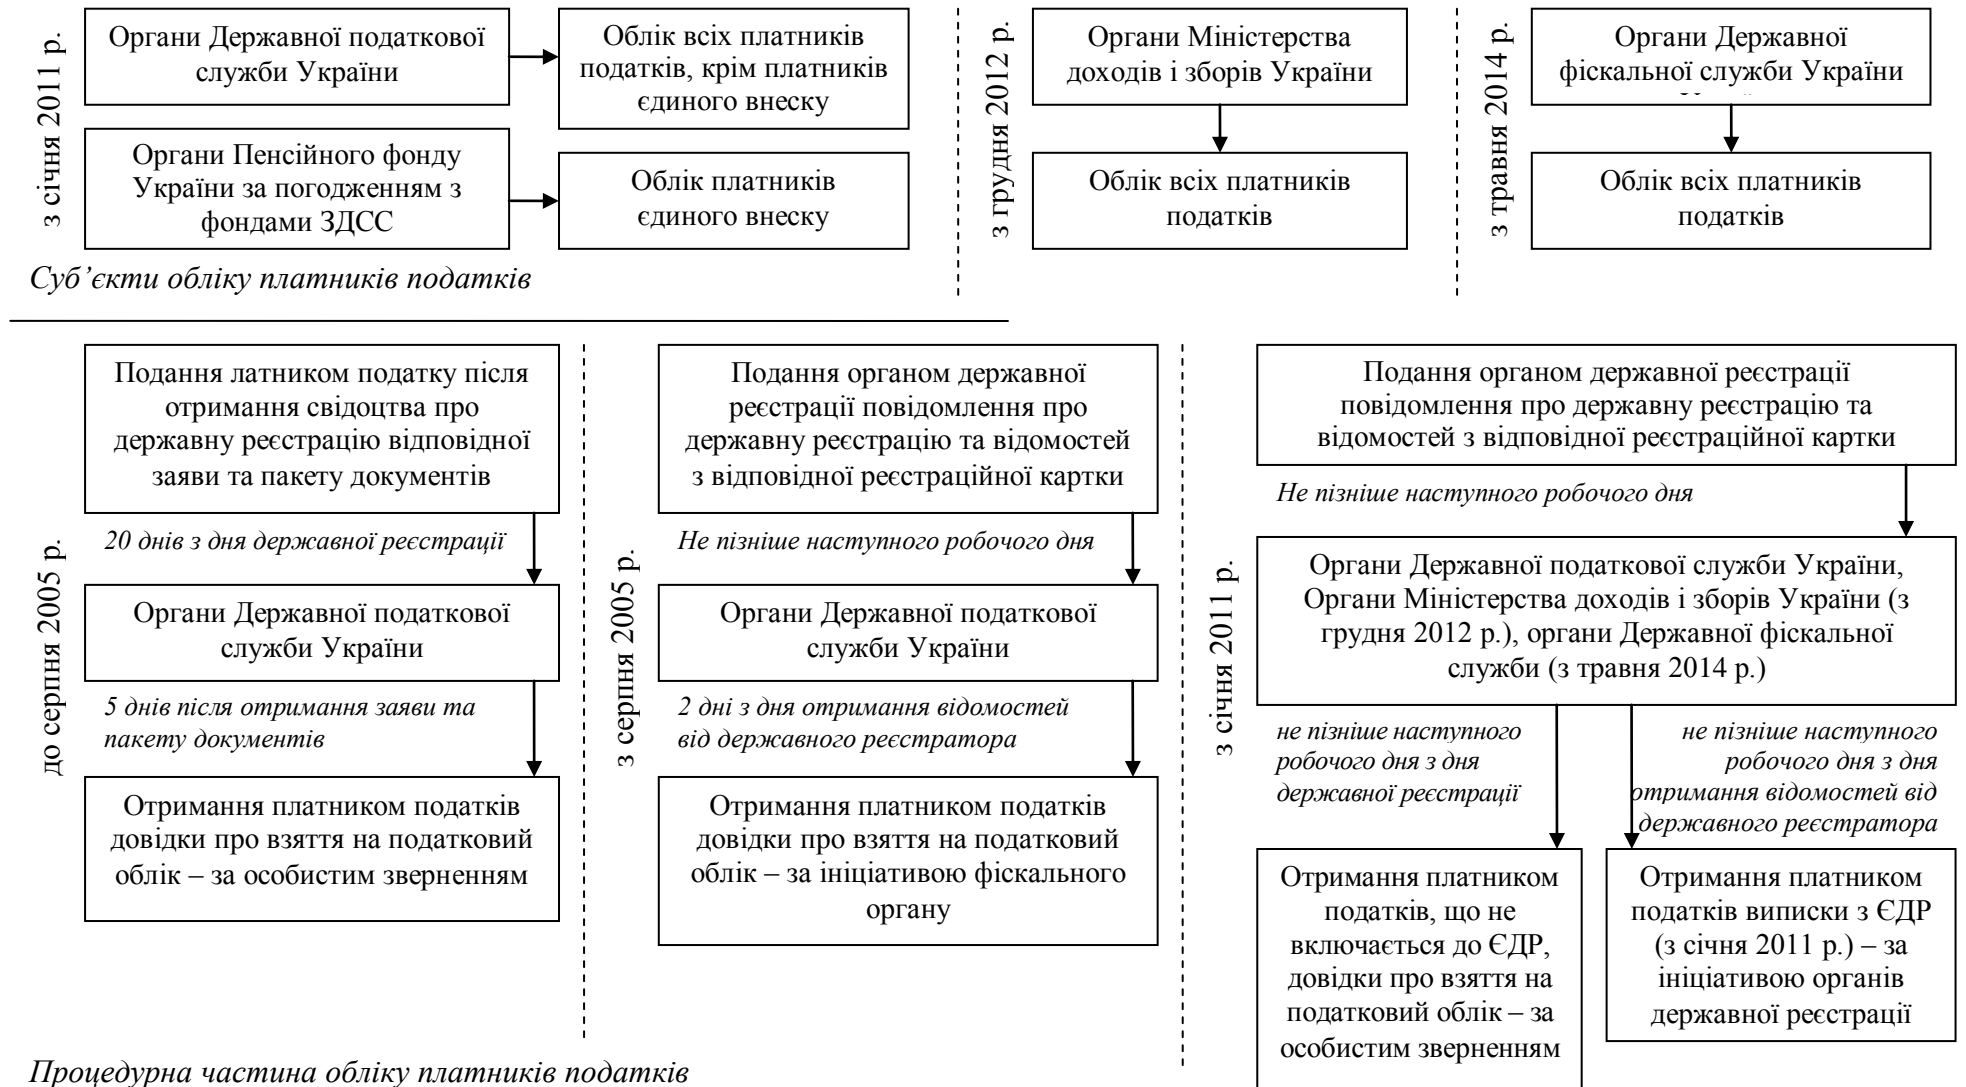 з січня 2011 р.
Органи Державної податкової
служби України
Облік всіх платників
податків, крім платників
єдиного внеску
Органи Пенсійного фонду
України за погодженням з
фондами ЗДСС
Облік платників
єдиного внеску
з грудня 2012 р.
Органи Міністерства
доходів і зборів України
Облік всіх платників
податків
з травня 2014 р.
Органи Державної
фіскальної служби України
Облік всіх платників
податків
Суб’єкти обліку платників податків
до серпня 2005 р.
Подання латником податку після
отримання свідоцтва про
державну реєстрацію відповідної
заяви та пакету документів
20 днів з дня державної реєстрації
Органи Державної податкової
служби України
5 днів після отримання заяви та
пакету документів
Отримання платником податків
довідки про взяття на податковий
облік – за особистим зверненням
з серпня 2005 р.
Подання органом державної
реєстрації повідомлення про
державну реєстрацію та відомостей
з відповідної реєстраційної картки
Не пізніше наступного робочого дня
Органи Державної податкової
служби України
2 дні з дня отримання відомостей
від державного реєстратора
Отримання платником податків
довідки про взяття на податковий
облік – за ініціативою фіскального
органу
з січня 2011 р.
Подання органом державної реєстрації
повідомлення про державну реєстрацію та
відомостей з відповідної реєстраційної картки
Не пізніше наступного робочого дня
Органи Державної податкової служби України,
Органи Міністерства доходів і зборів України (з
грудня 2012 р.), органи Державної фіскальної
служби (з травня 2014 р.)
не пізніше наступного
робочого дня з дня
державної реєстрації
не пізніше наступного
робочого дня з дня
отримання відомостей від
державного реєстратора
Отримання платником
податків, що не
включається до ЄДР,
довідки про взяття на
податковий облік – за
особистим зверненням
Отримання платником
податків виписки з ЄДР
(з січня 2011 р.) – за
ініціативою органів
державної реєстрації
Процедурна частина обліку платників податків